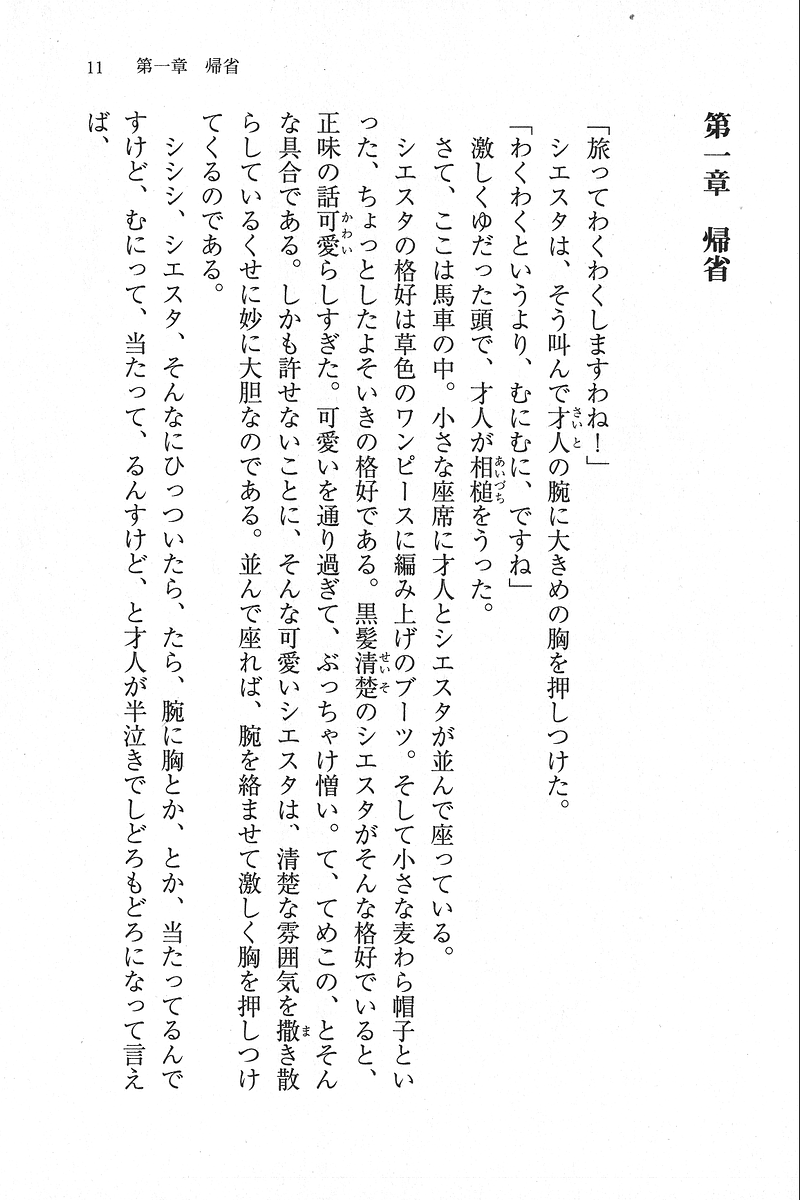 11 第一章 帰省
第一章 帰省
「旅ってわくわくしますわね！」
シエスタは、そう叫んで才人の腕に大きめの胸を押しつけた。
「わくわくというより、むにむに、ですね」
激しくゆだった頭で、才人が相槌をうった。
さて、ここは馬車の中。小さな座席に才人とシエスタが並んで座っている。
シエスタの格好は草色のワンピースに編み上げのブーツ。そして小さな麦わら帽子とい
った、ちょっとしたよそいきの格好である。黒髪清楚のシエスタがそんな格好でいると、
正味の話可愛らしすぎた。可愛いを通り過ぎて、ぶっちゃけ憎い。て、てめこの、とそん
な具合である。しかも許せないことに、そんな可愛いシエスタは、清楚な雰囲気を撒き散
らしているくせに妙に大胆なのである。並んで座れば、腕を絡ませて激しく胸を押しつけ
てくるのである。
シシシ、シエスタ、そんなにひっついたら、たら、腕に胸とか、とか、当たってるんで
すけど、むにって、当たって、るんすけど、と才人が半泣きでしどろもどろになって言え
ば、